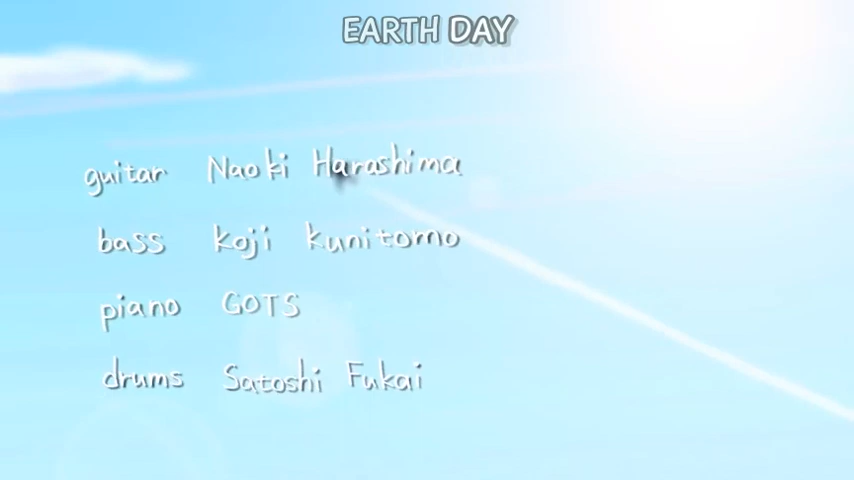 EARTH DAY
guitar Naoki Harashima
bass koji kunitomo
piano GOTS
drums Satoshi Fukai